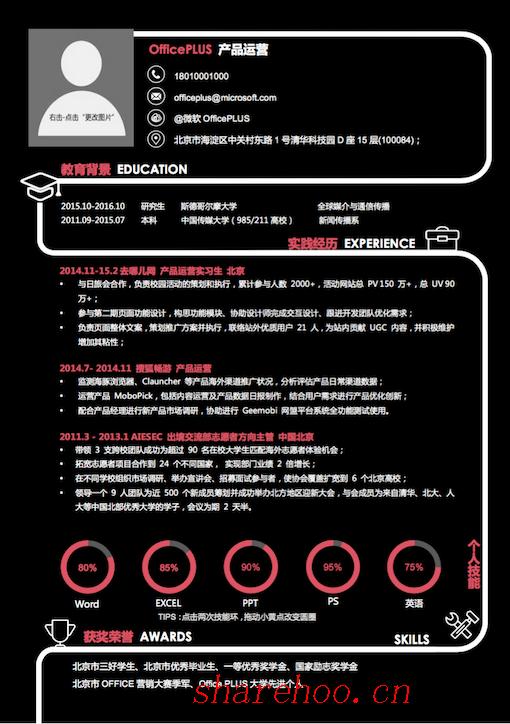 OfficePLUS 产品运营
18010001000
officeplus@microsoft.com
@微软 OfficePLUS
北京市海淀区中关村东路 1 号清华科技园 D 座 15 层(100084)；
右击-点击 “更改图片”
教育背景 EDUCATION
2015.10-2016.10 研究生 斯德哥尔摩大学 全球媒介与通信传播
2011.09-2015.07 本科 中国传媒大学（985/211 高校） 新闻传播系
实践经历 EXPERIENCE
2014.11-15.2 去哪儿网 产品运营实习生 北京
• 与日旅会合作，负责校园活动的策划和执行，累计参与人数 2000+，活动网站总 PV 150 万+，总 UV 90
万+；
• 参与第二期页面功能设计，构思功能模块、协助设计师完成交互设计、跟进开发团队优化需求；
• 负责页面整体文案，策划推广方案并执行，联络站外优质用户 21 人，为站内贡献 UGC 内容，并积极维护
增加其黏性；
2014.7- 2014.11 搜狐畅游 产品运营
• 监测海豚浏览器、Clauncher 等产品海外渠道推广状况，分析评估产品日常渠道数据；
• 运营产品 MoboPick，包括内容运营及产品数据日报制作，结合用户需求进行产品优化创新；
• 配合产品经理进行新产品市场调研，协助进行 Geemobi 网盟平台系统全功能测试使用。
2011.3 - 2013.1 AIESEC 出境交流部志愿者方向主管 中国北京
• 带领 3 支跨校团队成功为超过 90 名在校大学生匹配海外志愿者体验机会；
• 拓宽志愿者项目合作到 24 个不同国家， 实现部门业绩 2 倍增长；
• 在不同学校组织市场调研、举办宣讲会、招募面试参与者，使协会覆盖扩宽到 6 个北京高校；
• 领导一个 9 人团队为近 500 个新成员筹划并成功举办北方地区迎新大会，与会成员为来自清华、北大、人
大等中国北部优秀大学的学子，会议为期 2 天半。
个人技能
80% 85% 90% 95% 75%
Word EXCEL PPT PS 英语
TIPS :点击两次技能环，拖动小黄点改变圆圈
获奖荣誉 AWARDS
SKILLS
北京市三好学生、北京市优秀毕业生、一等优秀奖学金、国家励志奖学金
北京市 OFFICE 营销大赛季军、Office PLUS 大学先进个人
sharehoo.cn